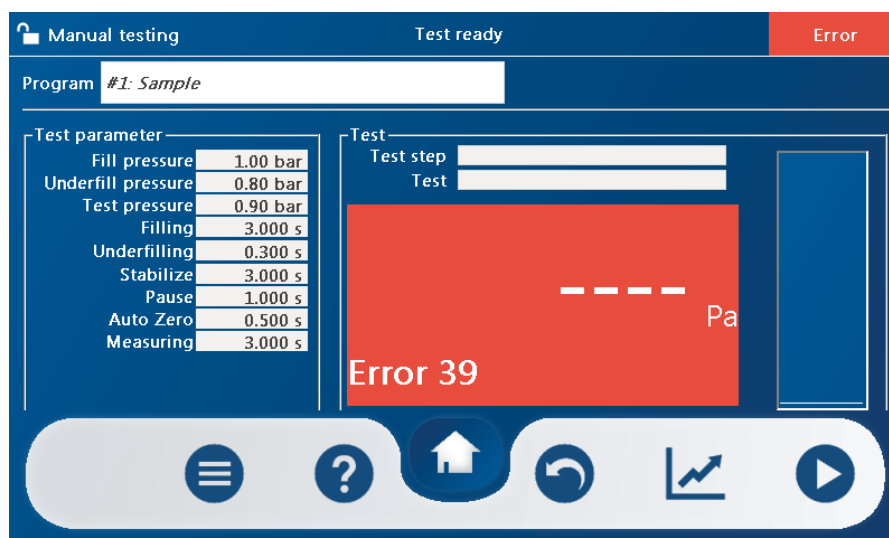 Manual testing Test ready Error
Program #1: Sample
Test parameter
Fill pressure 1.00 bar
Underfill pressure 0.80 bar
Test pressure 0.90 bar
Filling 3.000 s
Underfilling 0.300 s
Stabilize 3.000 s
Pause 1.000 s
Auto Zero 0.500 s
Measuring 3.000 s
Test
Test step
Test
---- Pa
Error 39
?